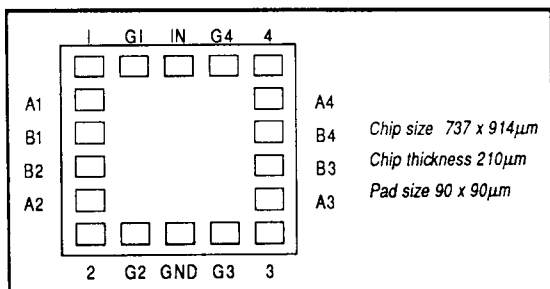 1 G1 IN G4 4
A1 A4
B1 B4 Chip size 737 x 914µm
B2 B3 Chip thickness 210µm
A2 A3 Pad size 90 x 90µm
2 G2 GND G3 3